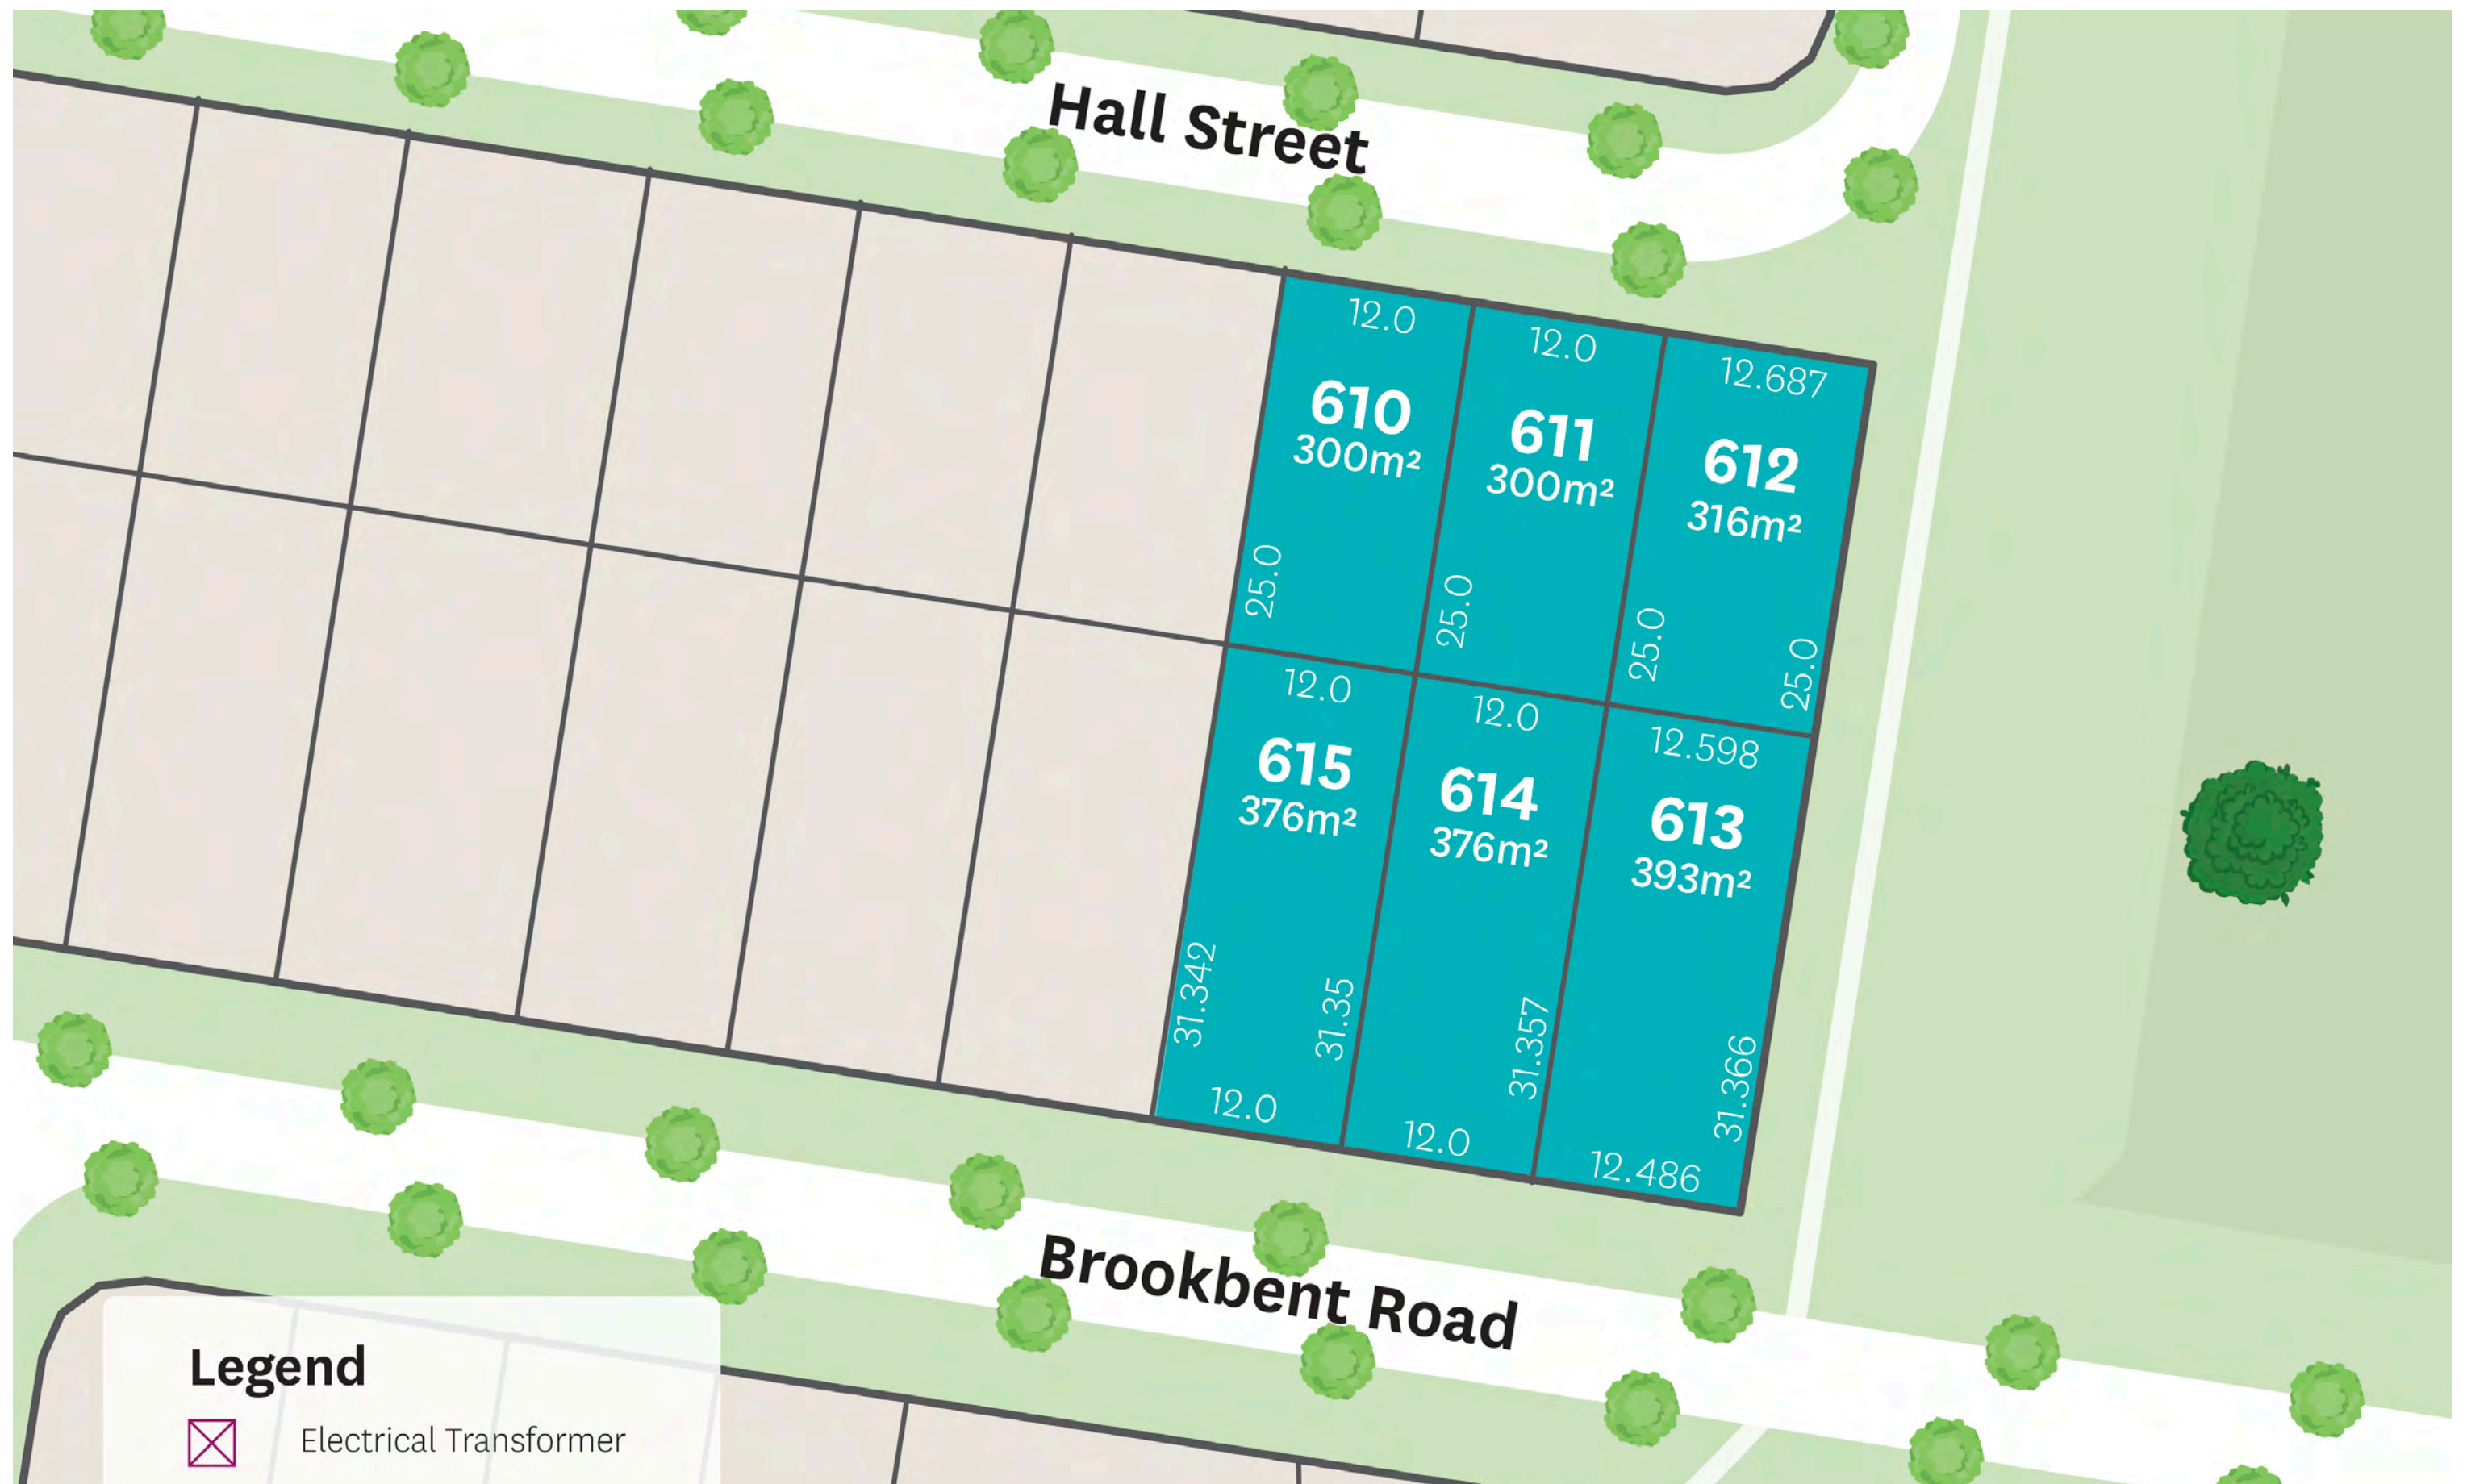 Hall Street
12.0
12.0
12.687
610
300m²
611
300m²
612
316m²
25.0
25.0
25.0
25.0
12.0
12.0
12.598
615
376m²
614
376m²
613
393m²
31.342
31.35
31.357
31.366
12.0
12.0
12.486
Brookbent Road
Legend
Electrical Transformer